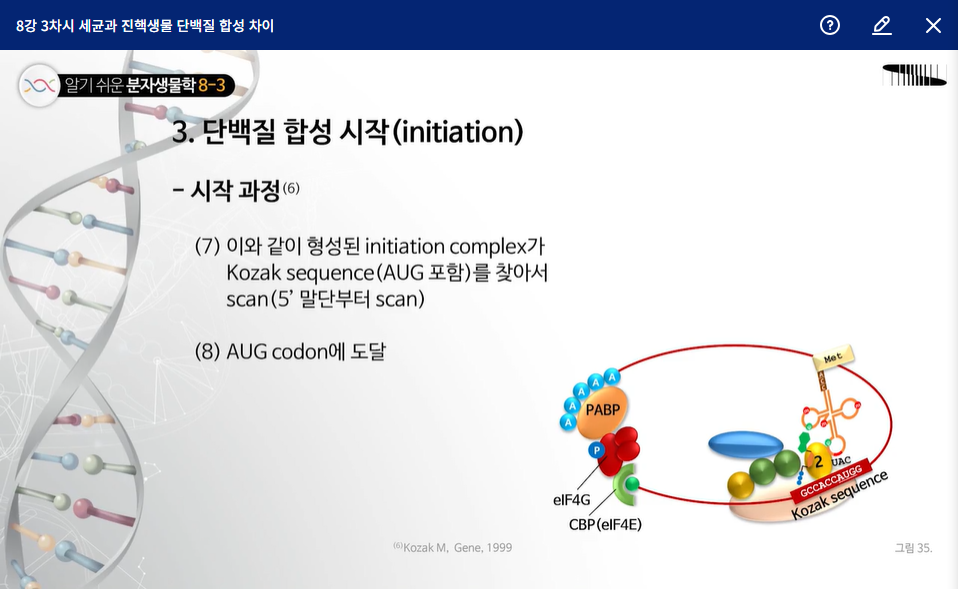 8강 3차시 세균과 진핵생물 단백질 합성 차이
알기 쉬운 분자생물학 8-3
3. 단백질 합성 시작(initiation)
- 시작 과정(6)
(7) 이와 같이 형성된 initiation complex가
Kozak sequence(AUG 포함)를 찾아서
scan(5’ 말단부터 scan)
(8) AUG codon에 도달
Met
A
A
A
A
A
PABP
P
2
UAC
GCCACCAUGG
Kozak sequence
eIF4G
CBP(eIF4E)
(6)Kozak M, Gene, 1999
그림 35.